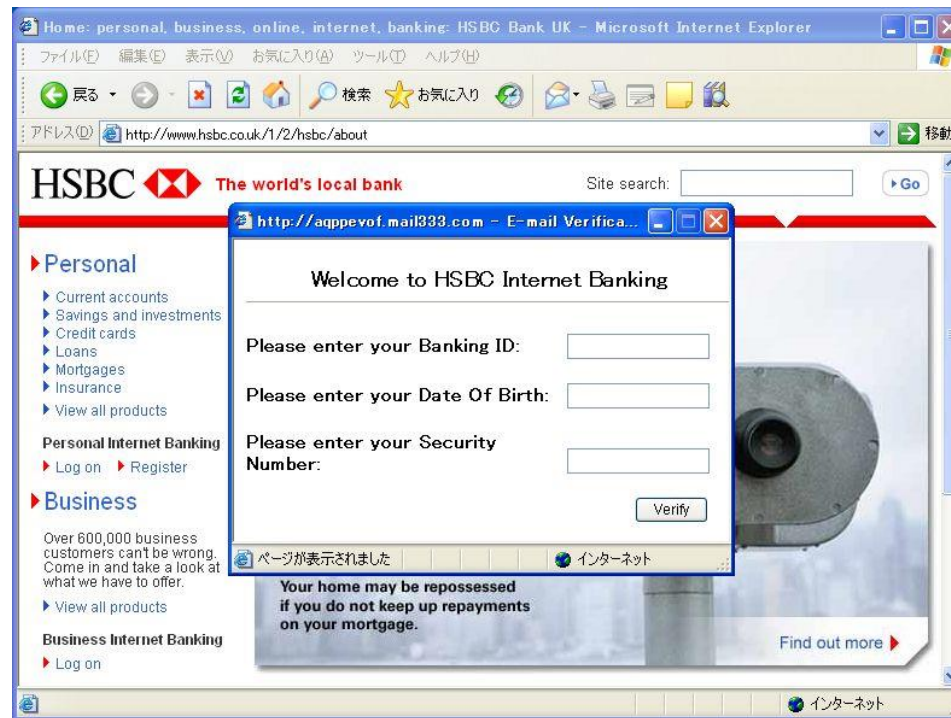 Home: personal, business, online, internet, banking: HSBC Bank UK - Microsoft Internet Explorer
ファイル(F) 編集(E) 表示(V) お気に入り(A) ツール(T) ヘルプ(H)
戻る 検索 お気に入り
アドレス(D) http://www.hsbc.co.uk/1/2/hsbc/about 移動
HSBC The world's local bank Site search: Go
http://aqppevof.mail333.com - E-mail Verifica...
Welcome to HSBC Internet Banking
Please enter your Banking ID:
Please enter your Date Of Birth:
Please enter your Security
Number:
Verify
ページが表示されました インターネット
Personal
Current accounts
Savings and investments
Credit cards
Loans
Mortgages
Insurance
View all products
Personal Internet Banking
Log on Register
Business
Over 600,000 business
customers can't be wrong.
Come in and take a look at
what we have to offer.
View all products
Business Internet Banking
Log on
Your home may be repossessed
if you do not keep up repayments
on your mortgage.
Find out more
インターネット